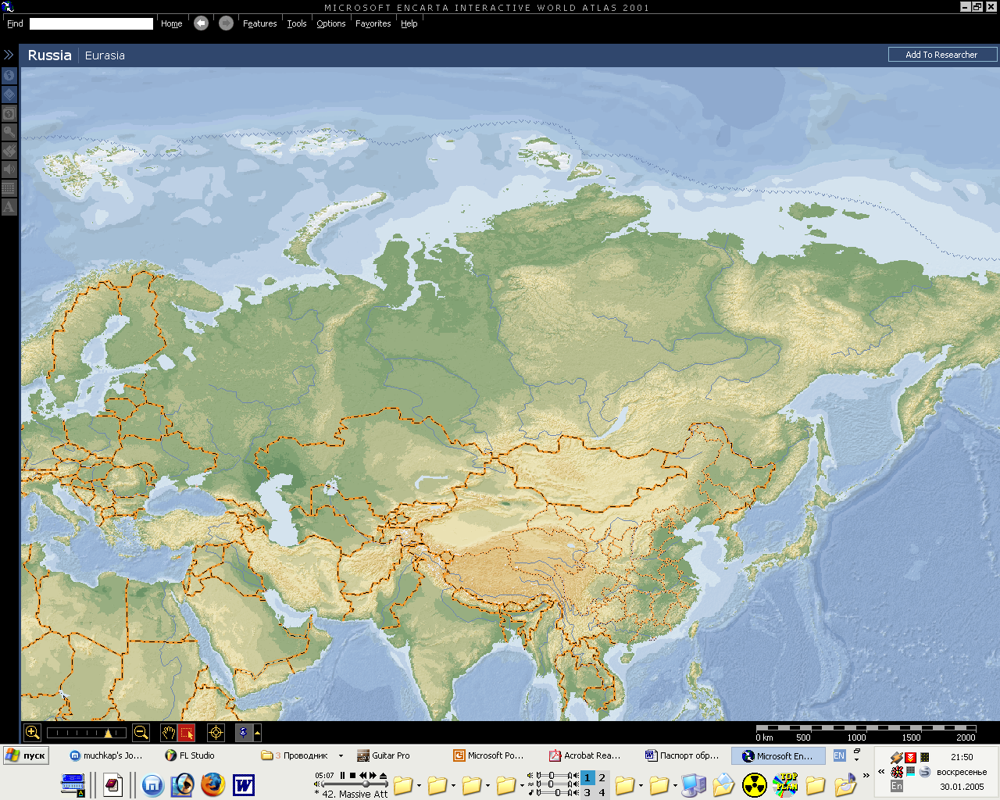 MICROSOFT ENCARTA INTERACTIVE WORLD ATLAS 2001
Find Home Features Tools Options Favorites Help
Russia Eurasia Add To Researcher
A
0 km 500 1000 1500 2000
пуск muchkap's Jo... FL Studio 3 Проводник Guitar Pro Microsoft Po... Acrobat Rea... Паспорт обр... Microsoft En... EN 21:50
05:07 1 2 воскресенье
* 42. Massive Att 3 4 TOP PLAN En 30.01.2005